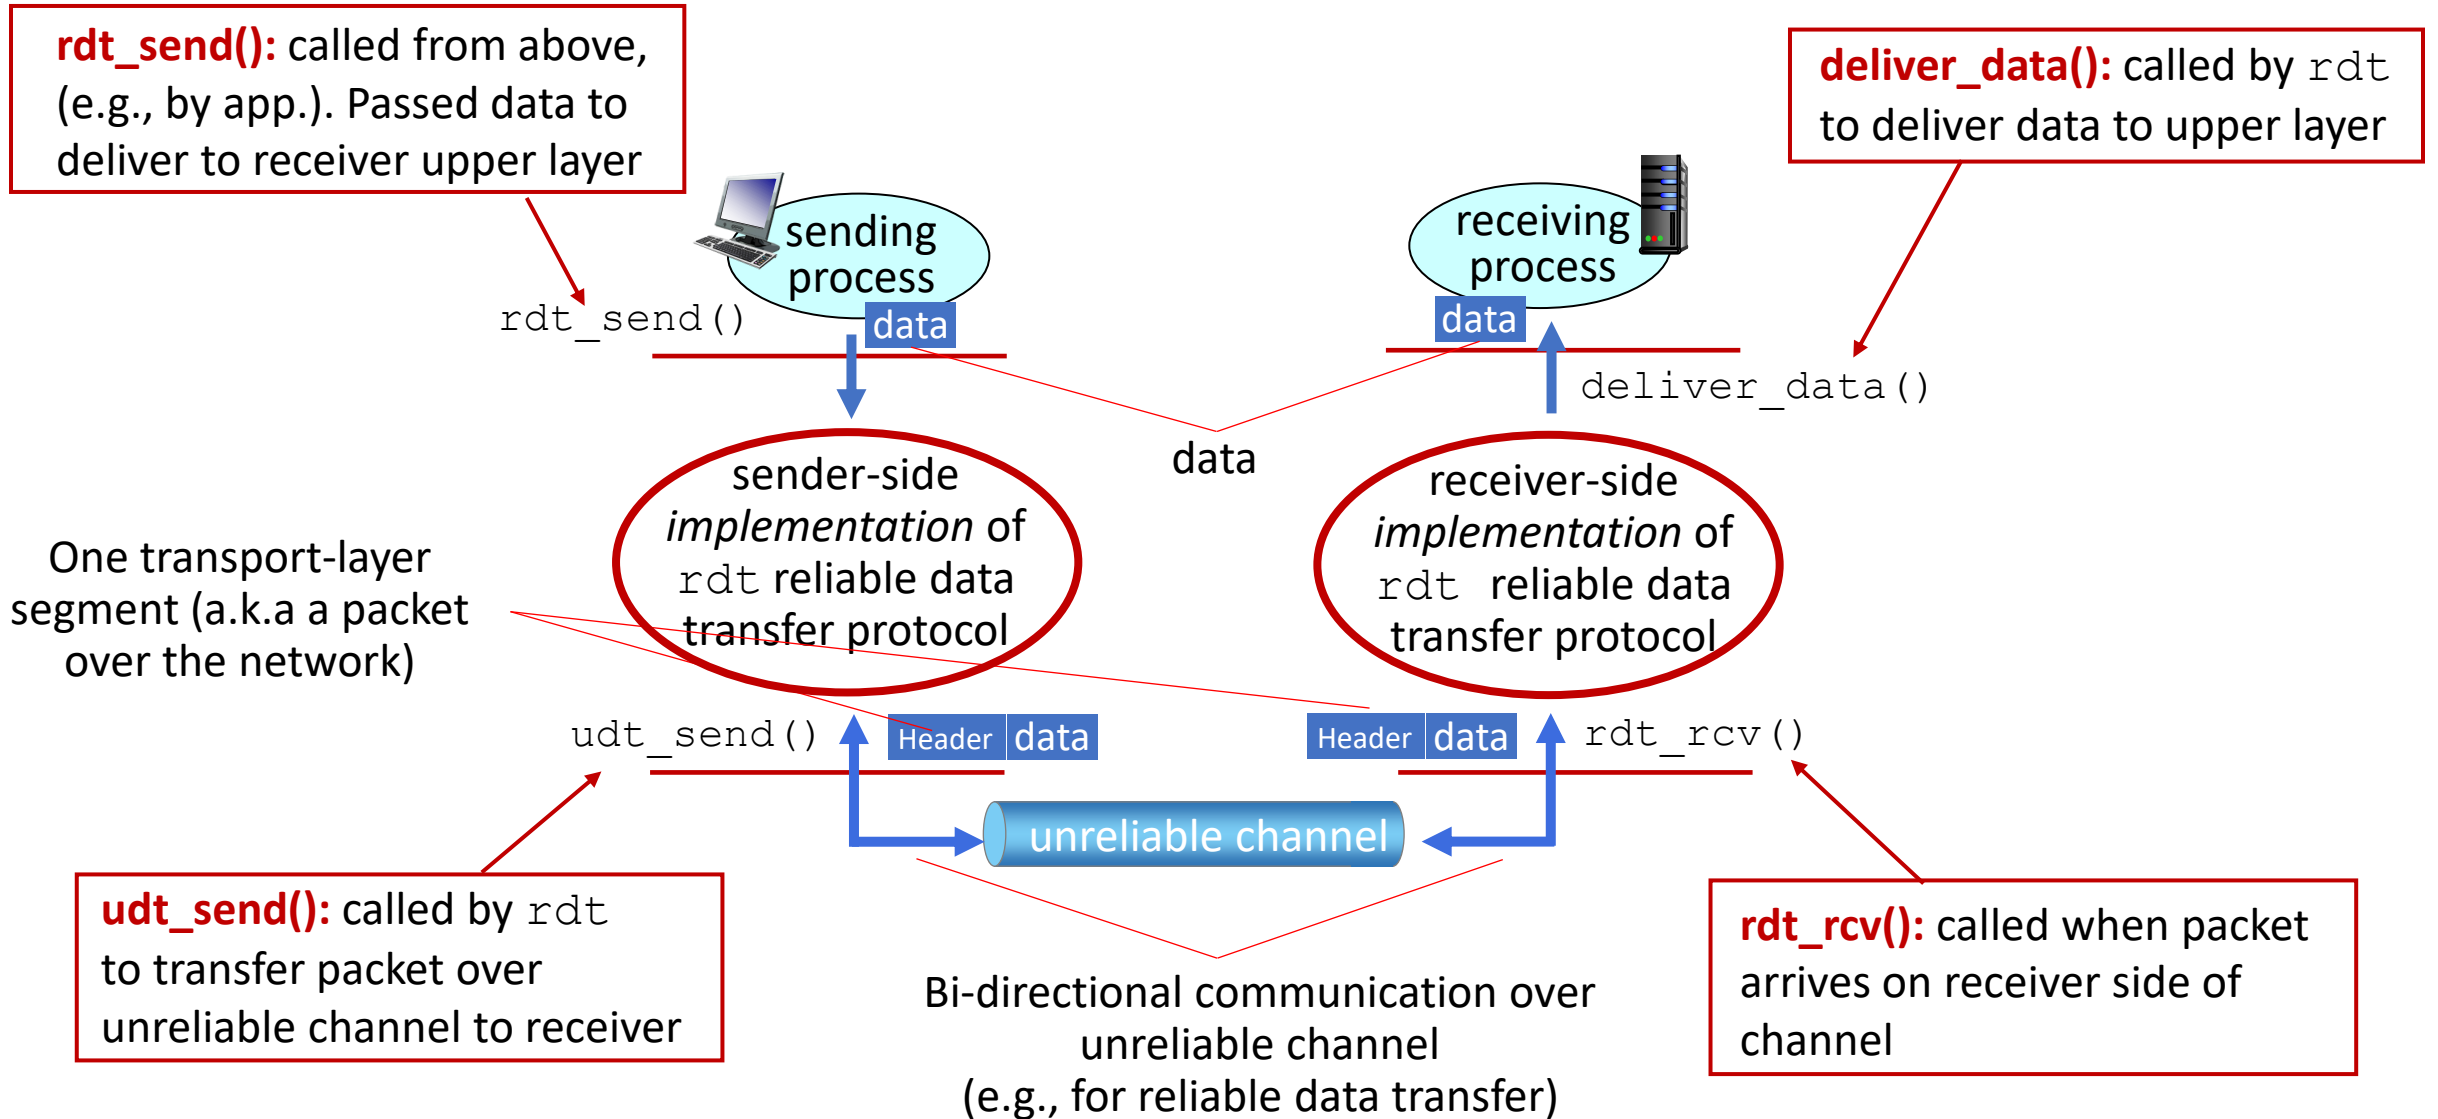 rdt_send(): called from above,
(e.g., by app.). Passed data to
deliver to receiver upper layer
deliver_data(): called by rdt
to deliver data to upper layer
sending
process
receiving
process
rdt_send()
data
data
deliver_data()
data
sender-side
implementation of
rdt reliable data
transfer protocol
receiver-side
implementation of
rdt reliable data
transfer protocol
One transport-layer
segment (a.k.a a packet
over the network)
udt_send()
Header data
Header data
rdt_rcv()
unreliable channel
udt_send(): called by rdt
to transfer packet over
unreliable channel to receiver
Bi-directional communication over
unreliable channel
(e.g., for reliable data transfer)
rdt_rcv(): called when packet
arrives on receiver side of
channel